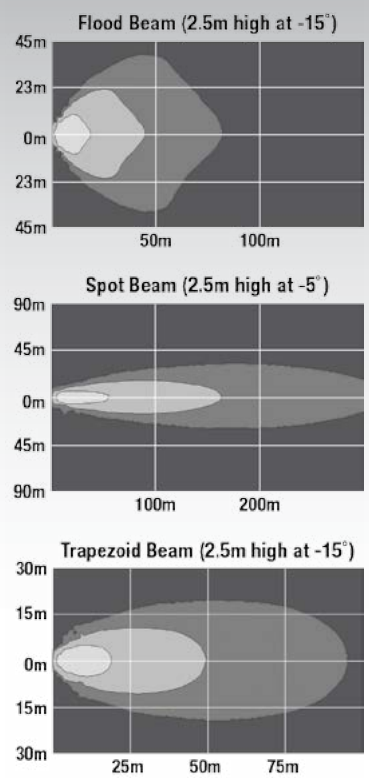 Flood Beam (2.5m high at -15°)
45m
23m
0m
23m
45m
50m 100m
Spot Beam (2.5m high at -5°)
90m
45m
0m
45m
90m
100m 200m
Trapezoid Beam (2.5m high at -15°)
30m
15m
0m
15m
30m
25m 50m 75m